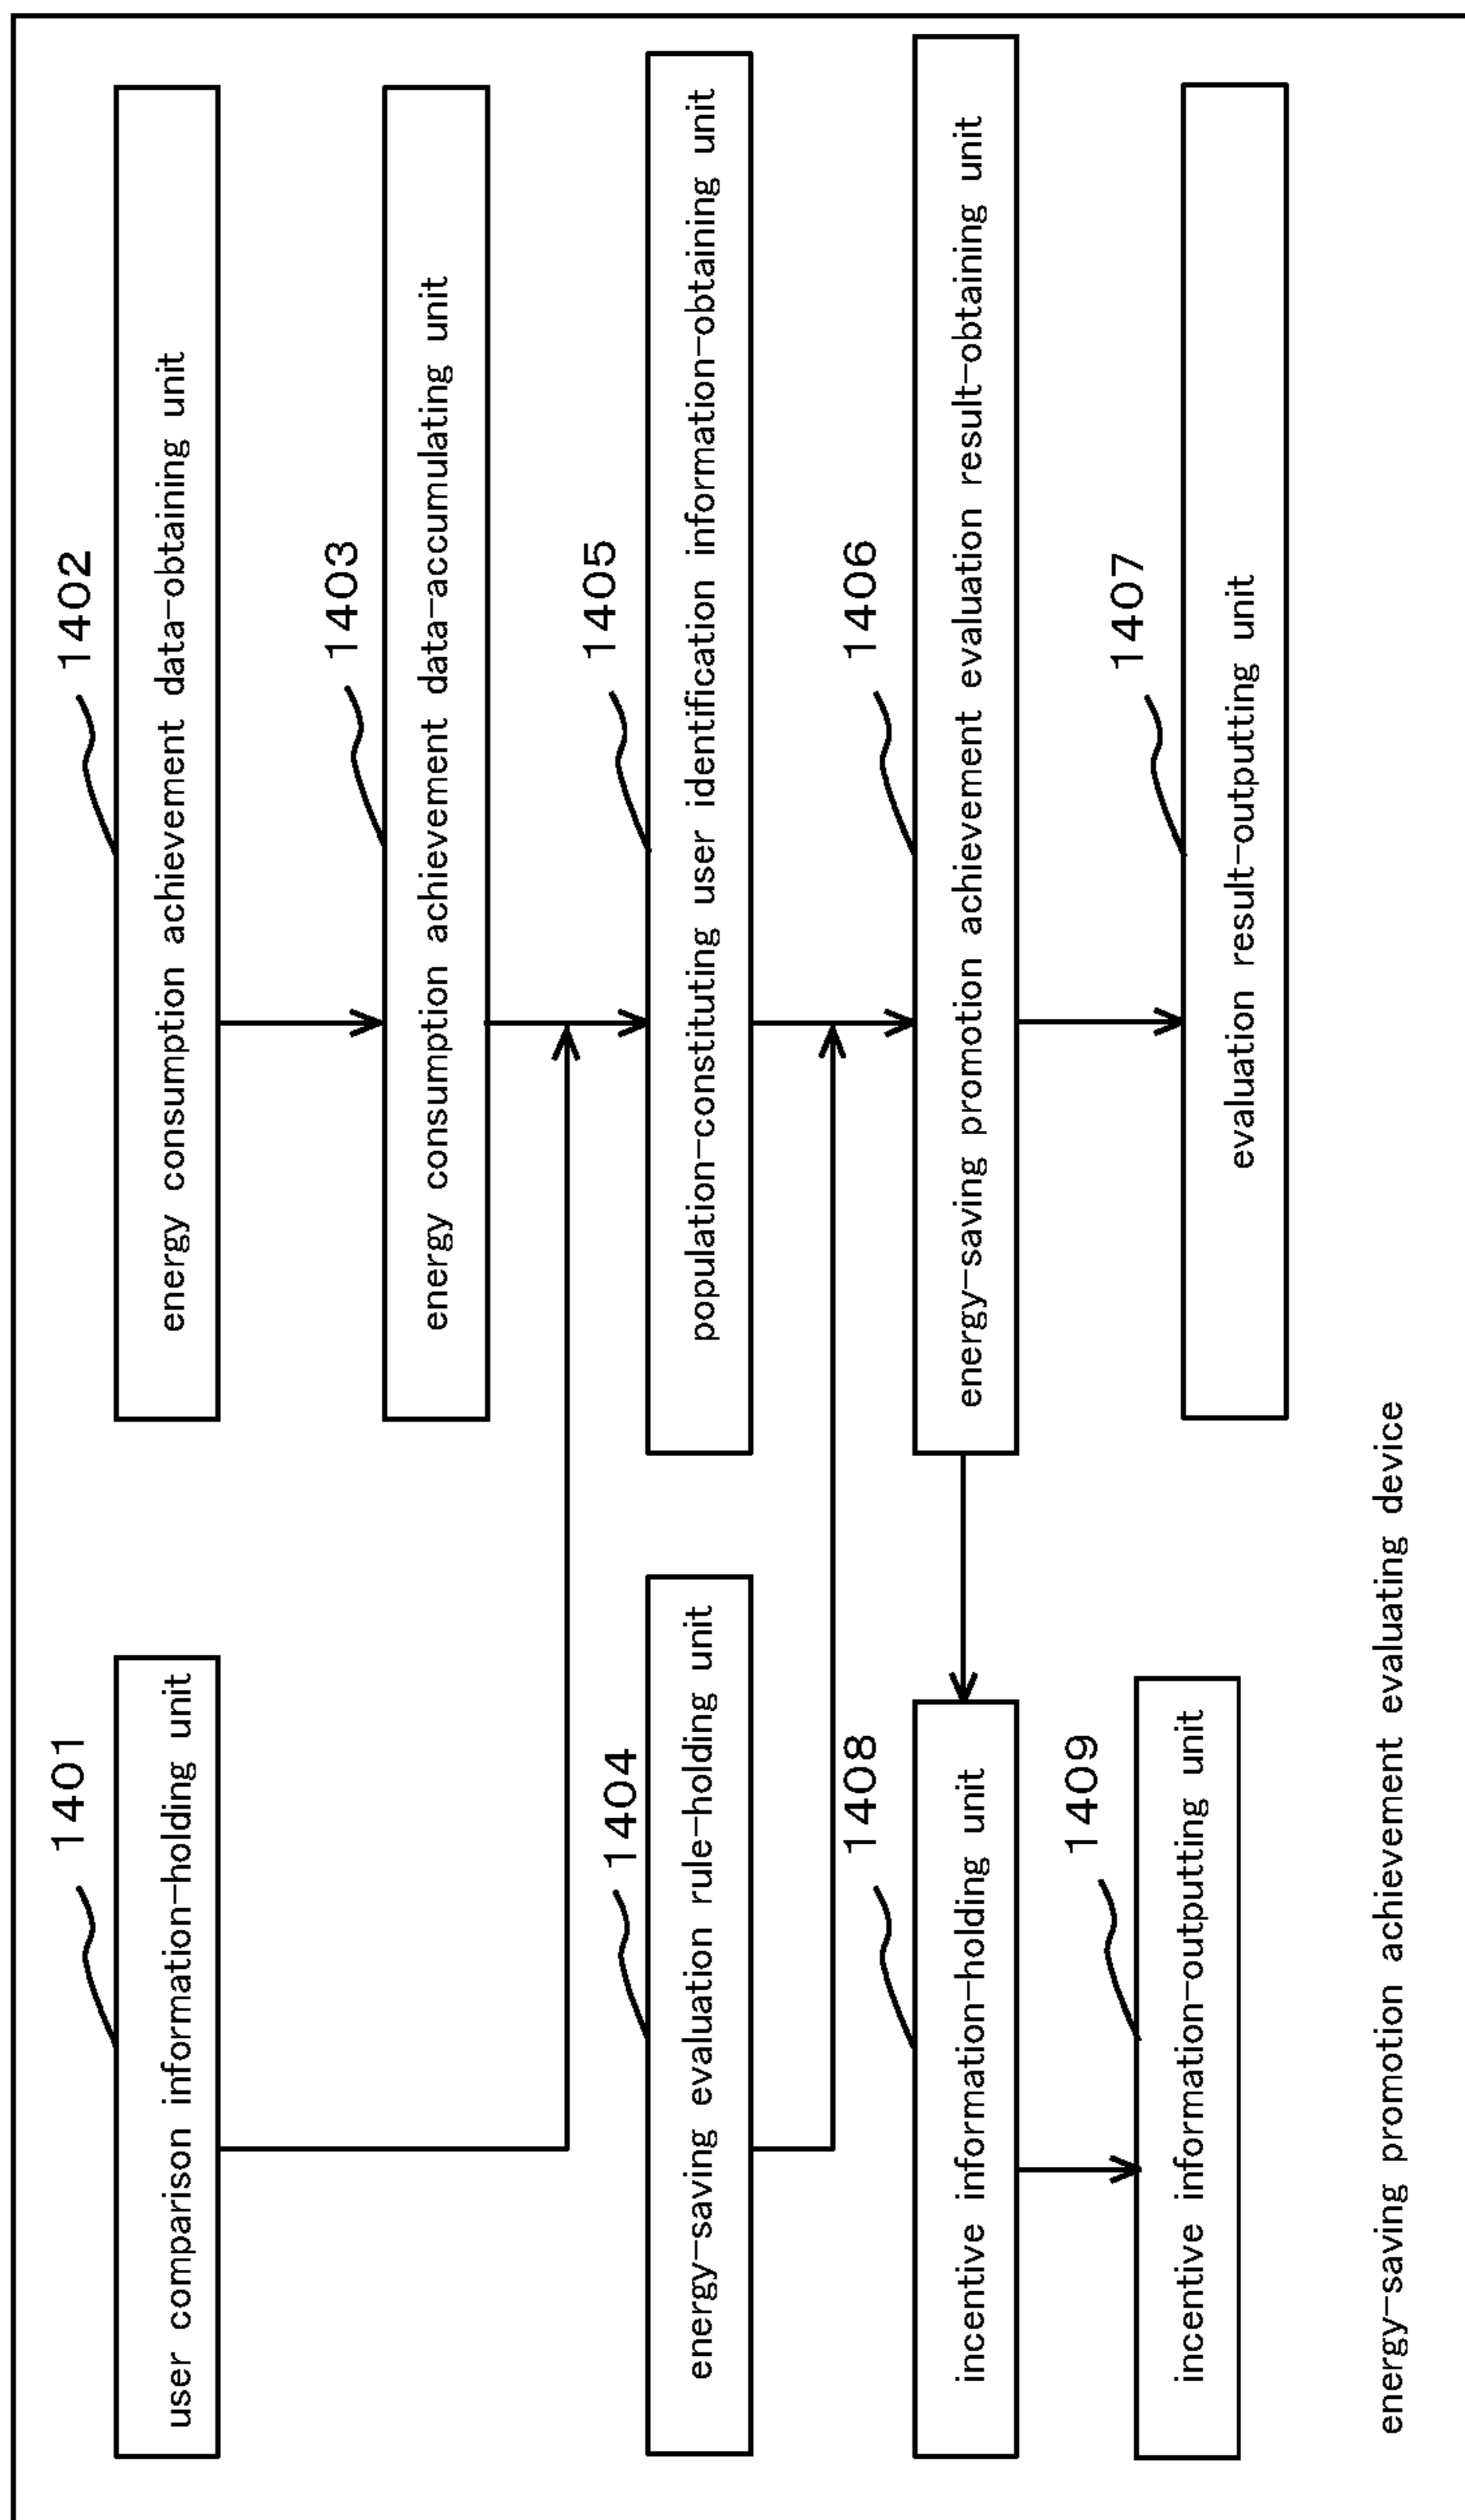 1401
user comparison information-holding unit
1402
energy consumption achievement data-obtaining unit
1403
energy consumption achievement data-accumulating unit
1404
energy-saving evaluation rule-holding unit
1405
population-constituting user identification information-obtaining unit
1408
incentive information-holding unit
1406
energy-saving promotion achievement evaluation result-obtaining unit
1409
incentive information-outputting unit
1407
evaluation result-outputting unit
energy-saving promotion achievement evaluating device